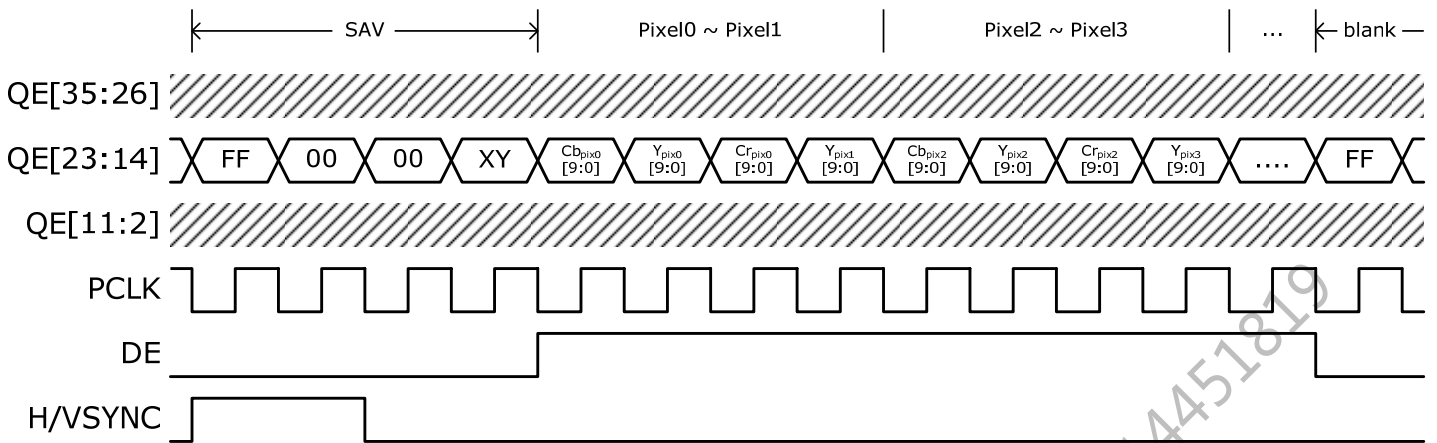 SAV Pixel0 ~ Pixel1 Pixel2 ~ Pixel3 ... blank
QE[35:26]
QE[23:14] FF 00 00 XY Cbpix0 [9:0] Ypix0 [9:0] Crpix0 [9:0] Ypix1 [9:0] Cbpix2 [9:0] Ypix2 [9:0] Crpix2 [9:0] Ypix3 [9:0] .... FF
QE[11:2]
PCLK
DE
H/VSYNC
4451819